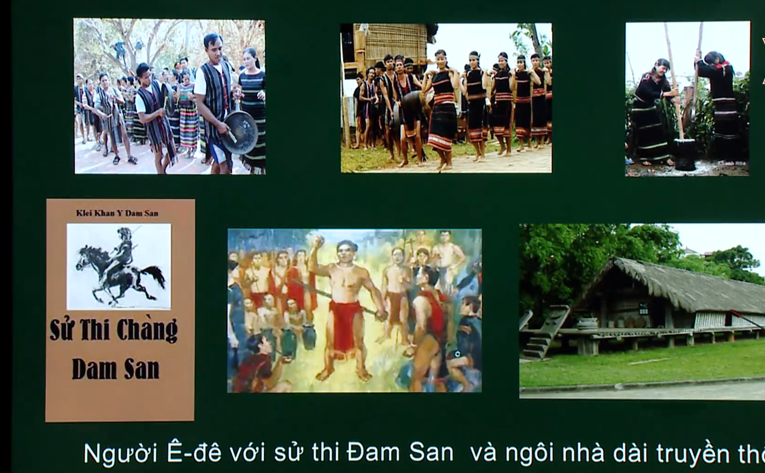 Klei Khan Y Dam San
Sử Thi Chàng
Dam San
Người Ê-đê với sử thi Đam San và ngôi nhà dài truyền